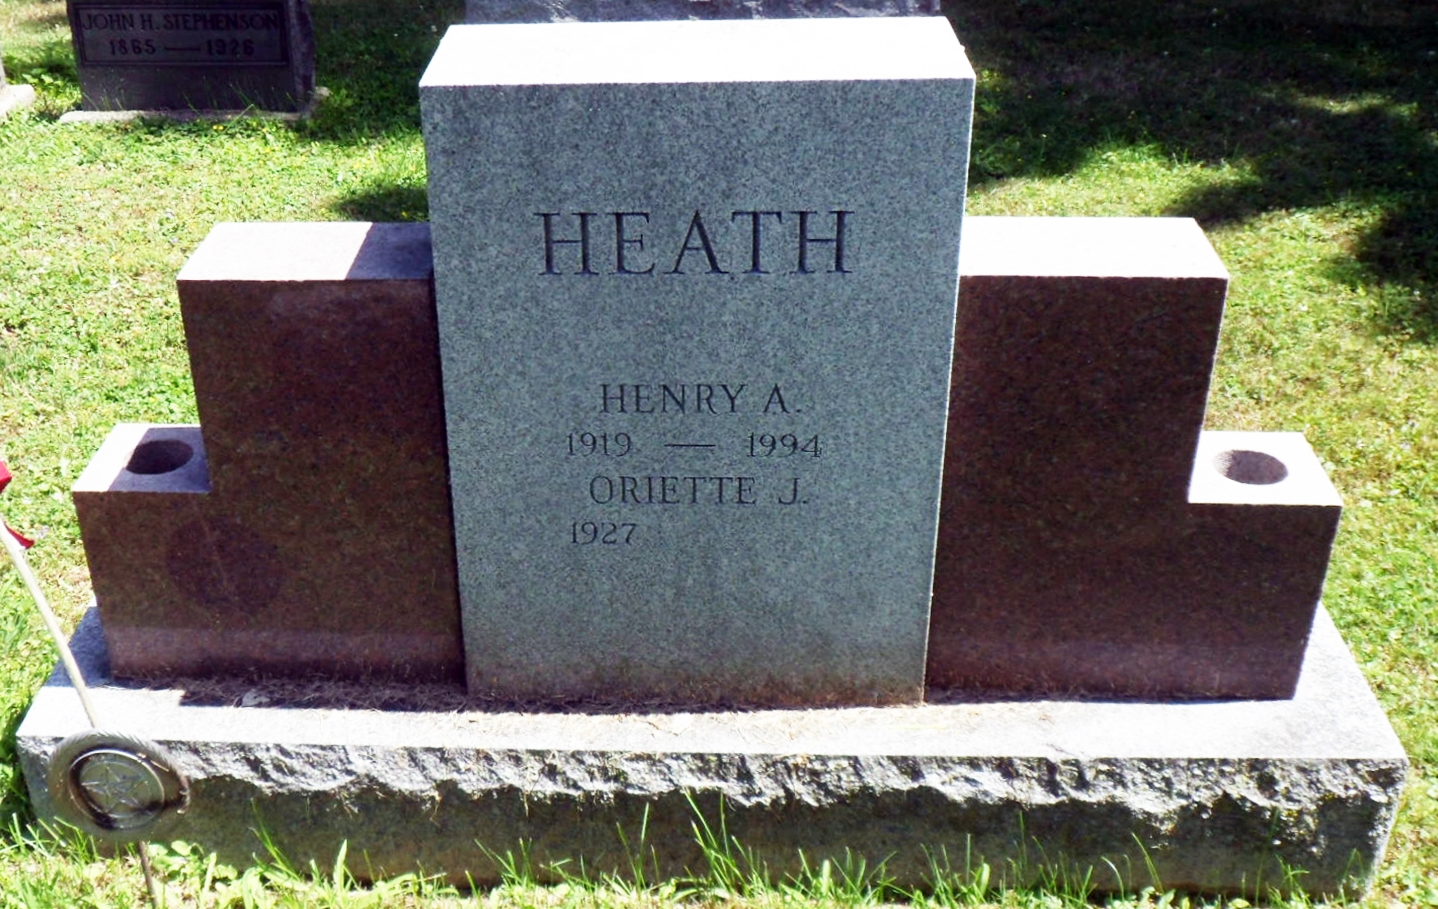 JOHN H. STEPHENSON
1865 — 1926
HEATH
HENRY A.
1919 — 1994
ORIETTE J.
1927